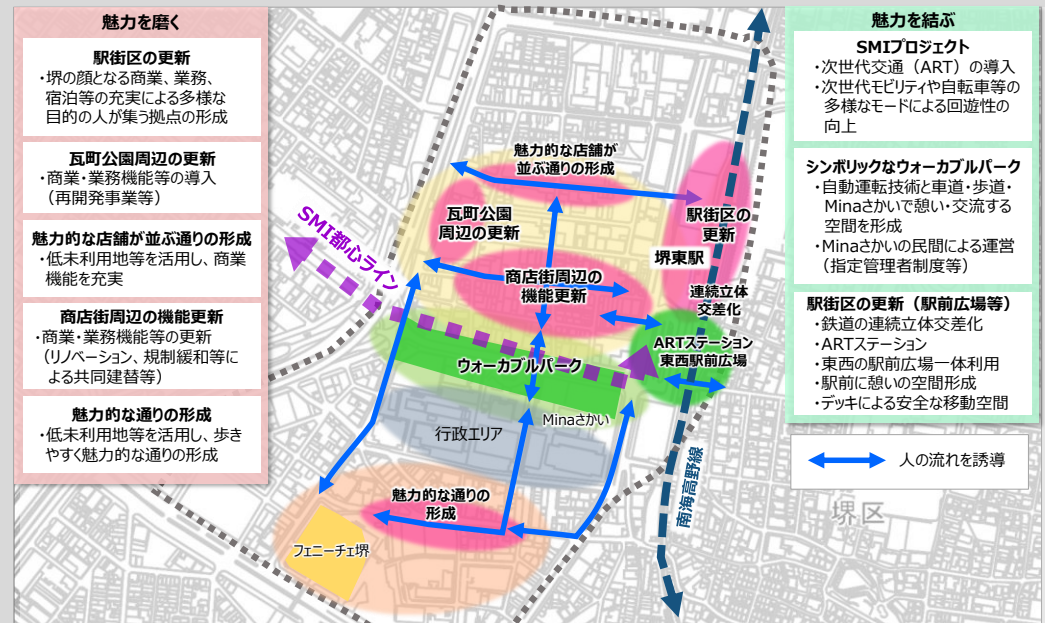 魅力を磨く
駅街区の更新
・堺の顔となる商業、業務、
宿泊等の充実による多様な
目的の人が集う拠点の形成
瓦町公園周辺の更新
・商業・業務機能等の導入
（再開発事業等）
魅力的な店舗が並ぶ通りの形成
・低未利用地等を活用し、商業
機能を充実
商店街周辺の機能更新
・商業・業務機能等の更新
（リノベーション、規制緩和等に
よる共同建替等）
魅力的な通りの形成
・低未利用地等を活用し、歩き
やすく魅力的な通りの形成
魅力的な店舗が
並ぶ通りの形成
瓦町公園
周辺の更新
駅街区の
更新
堺東駅
SMI都心ライン
商店街周辺の
機能更新
連続立体
交差化
ARTステーション
東西駅前広場
ウォーカブルパーク
Minaさかい
行政エリア
魅力的な通りの
形成
フェニーチェ堺
南海高野線
堺区
魅力を結ぶ
SMIプロジェクト
・次世代交通（ART）の導入
・次世代モビリティや自転車等の
多様なモードによる回遊性の
向上
シンボリックなウォーカブルパーク
・自動運転技術と車道・歩道・
Minaさかいで憩い・交流する
空間を形成
・Minaさかいの民間による運営
（指定管理者制度等）
駅街区の更新（駅前広場等）
・鉄道の連続立体交差化
・ARTステーション
・東西の駅前広場一体利用
・駅前に憩いの空間形成
・デッキによる安全な移動空間
人の流れを誘導